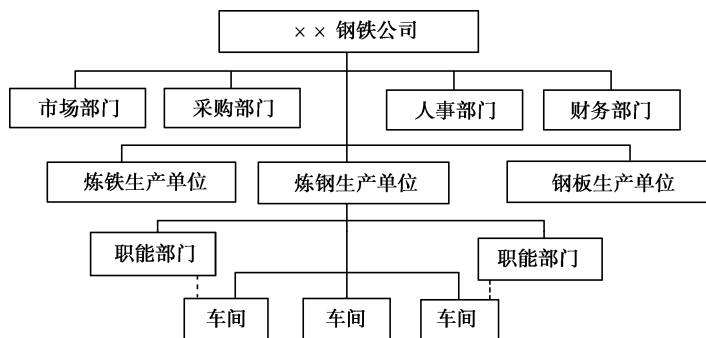 × × 钢铁公司
市场部门
采购部门
人事部门
财务部门
炼铁生产单位
炼钢生产单位
钢板生产单位
职能部门
职能部门
车间
车间
车间